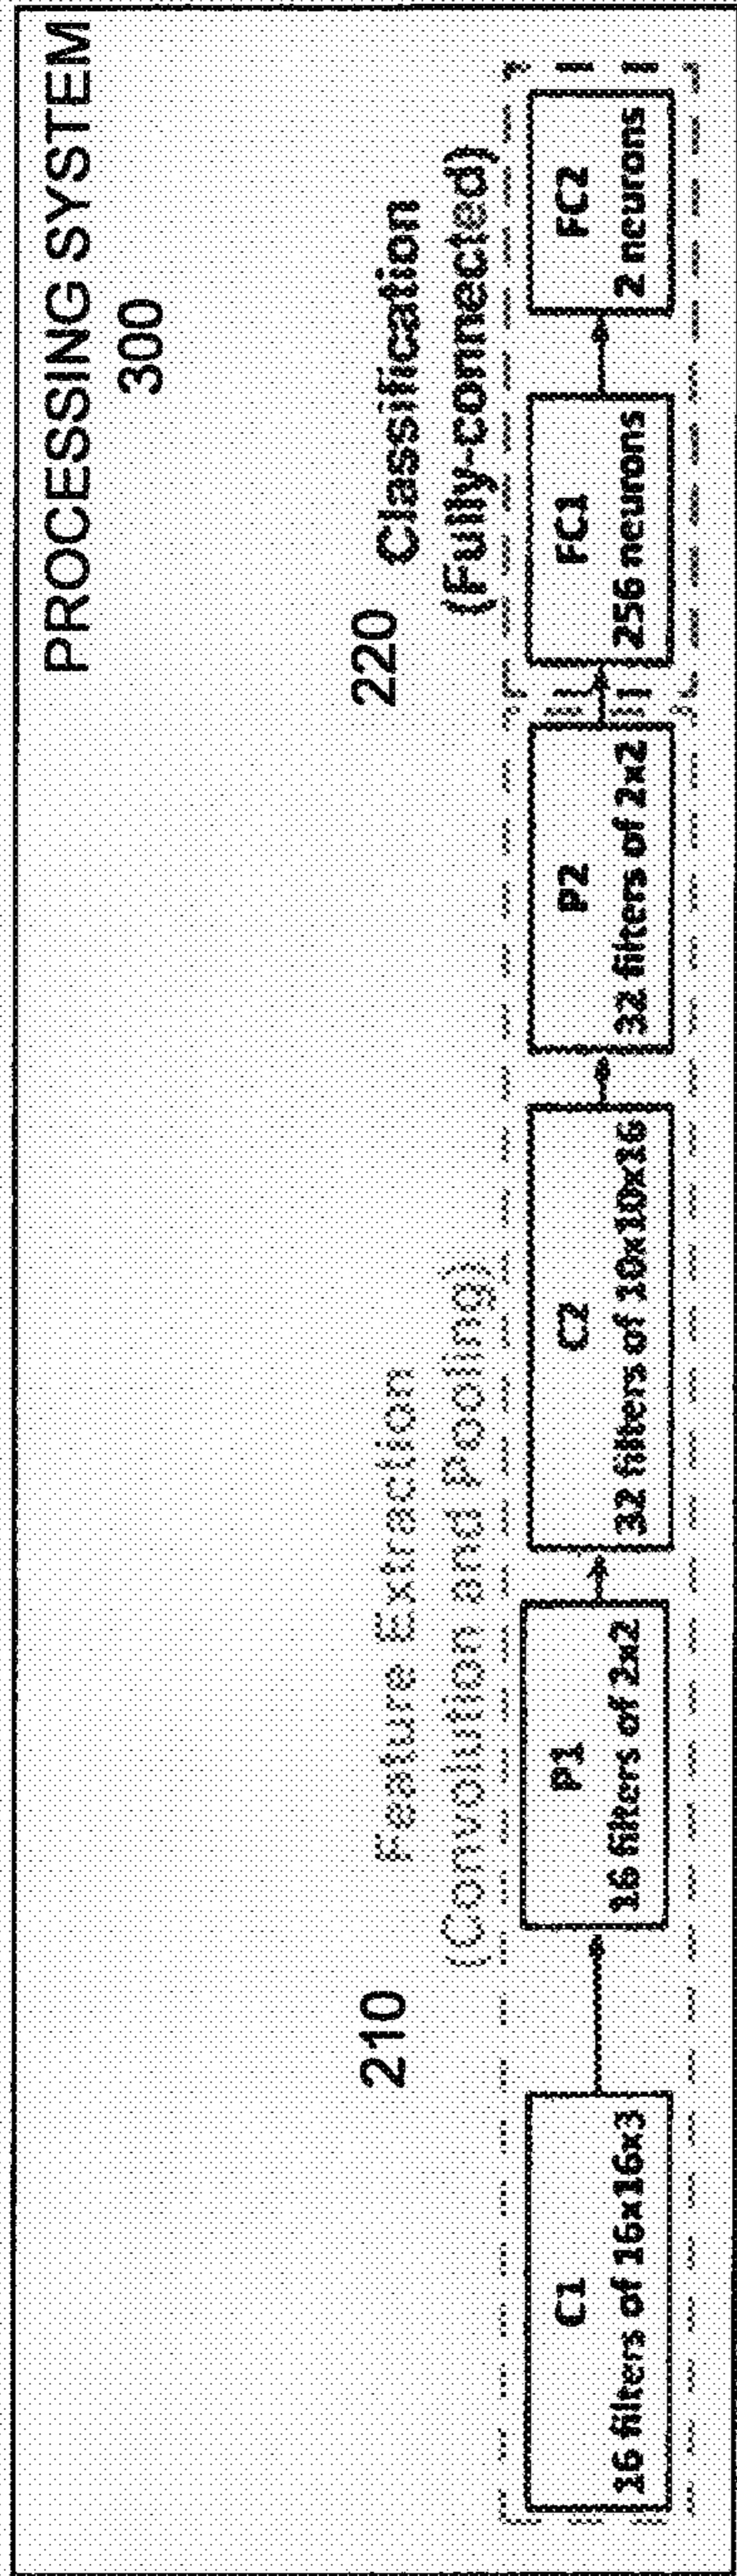 PROCESSING SYSTEM
300
210
Feature Extraction
(Convolution and Pooling)
220
Classification
(Fully-connected)
C1
16 filters of 16x16x3
P1
16 filters of 2x2
C2
32 filters of 10x10x16
P2
32 filters of 2x2
FC1
256 neurons
FC2
2 neurons